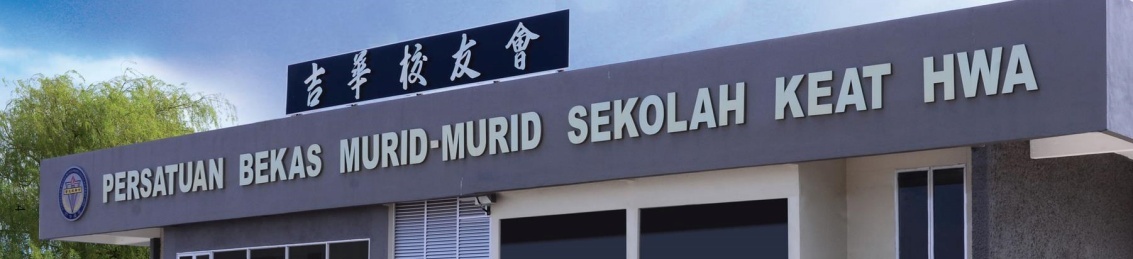 吉華校友會
PERSATUAN BEKAS MURID-MURID SEKOLAH KEAT HWA